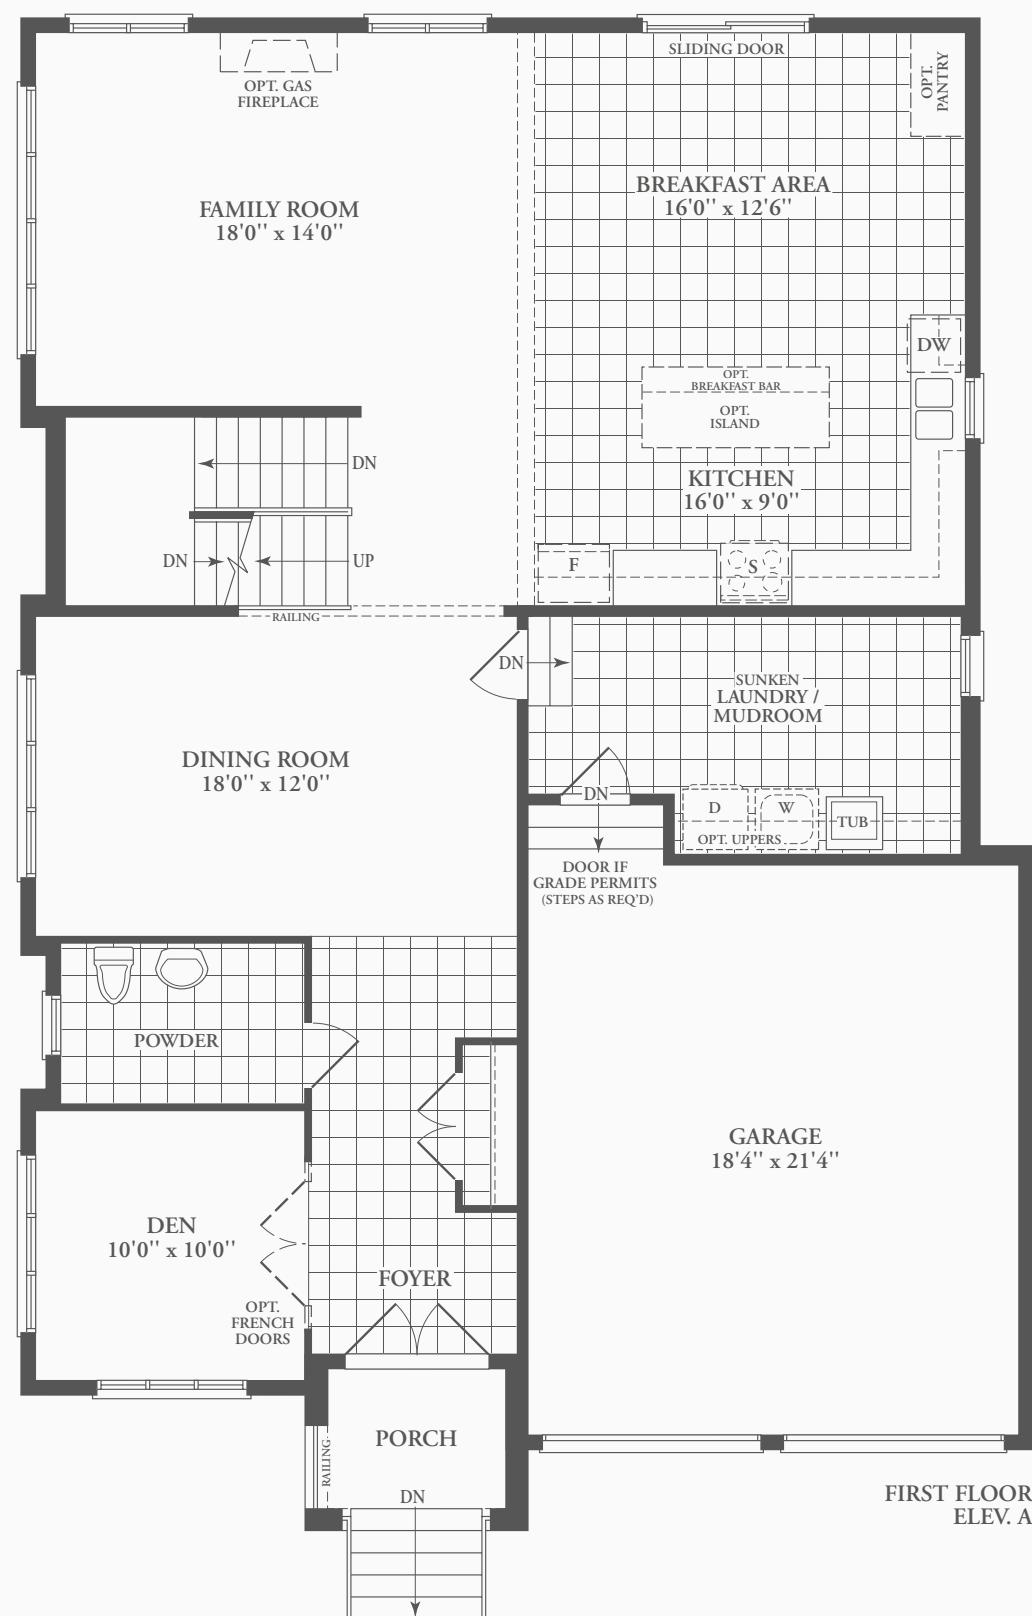 SLIDING DOOR
OPT.
PANTRY
OPT. GAS
FIREPLACE
BREAKFAST AREA
16'0'' x 12'6''
FAMILY ROOM
18'0'' x 14'0''
DW
OPT.
BREAKFAST BAR
OPT.
ISLAND
DN
KITCHEN
16'0'' x 9'0''
DN
UP
F
S
RAILING
DN
SUNKEN
LAUNDRY /
MUDROOM
DINING ROOM
18'0'' x 12'0''
DN
D
W
TUB
OPT. UPPERS
DOOR IF
GRADE PERMITS
(STEPS AS REQ'D)
POWDER
GARAGE
18'4'' x 21'4''
DEN
10'0'' x 10'0''
FOYER
OPT.
FRENCH
DOORS
PORCH
RAILING
DN
FIRST FLOOR
ELEV. A